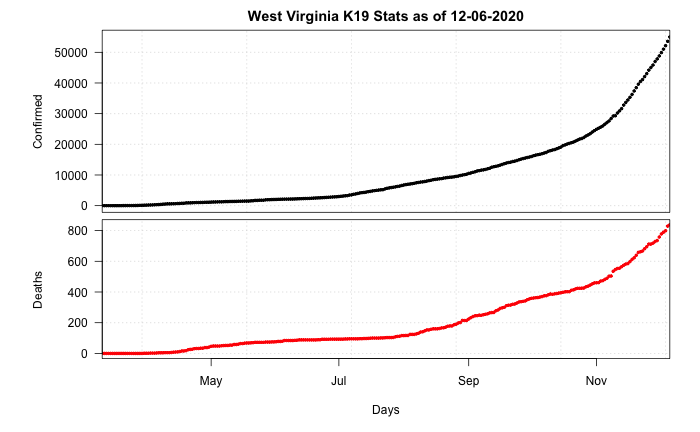 West Virginia K19 Stats as of 12-06-2020
50000
40000
30000
20000
10000
0
Confirmed
800
600
400
200
0
Deaths
May Jul Sep Nov
Days